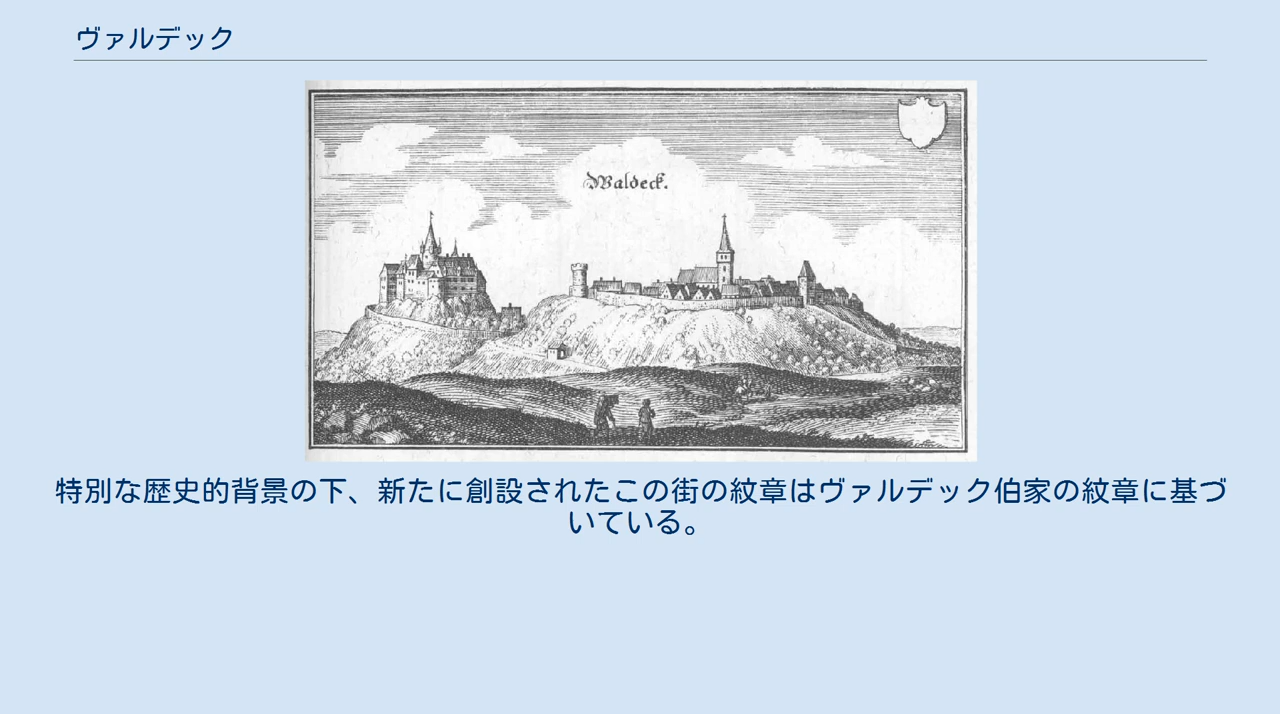 ヴァルデック
Waldeck.
特別な歴史的背景の下、新たに創設されたこの街の紋章はヴァルデック伯家の紋章に基づ
いている。